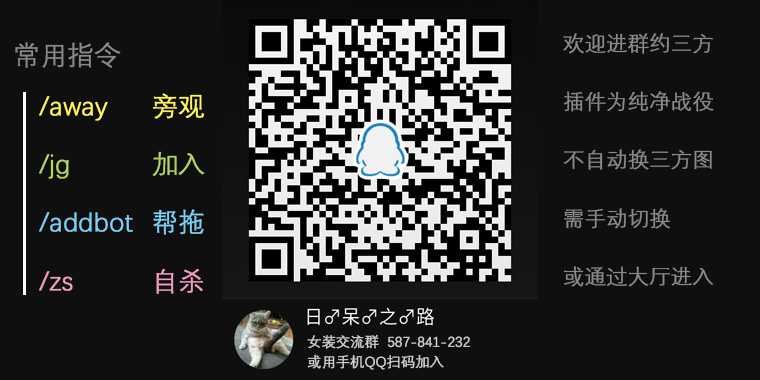 常用指令
/away 旁观
/jg 加入
/addbot 帮拖
/zs 自杀
日♂呆♂之♂路
女装交流群 587-841-232
或用手机QQ扫码加入
欢迎进群约三方
插件为纯净战役
不自动换三方图
需手动切换
或通过大厅进入